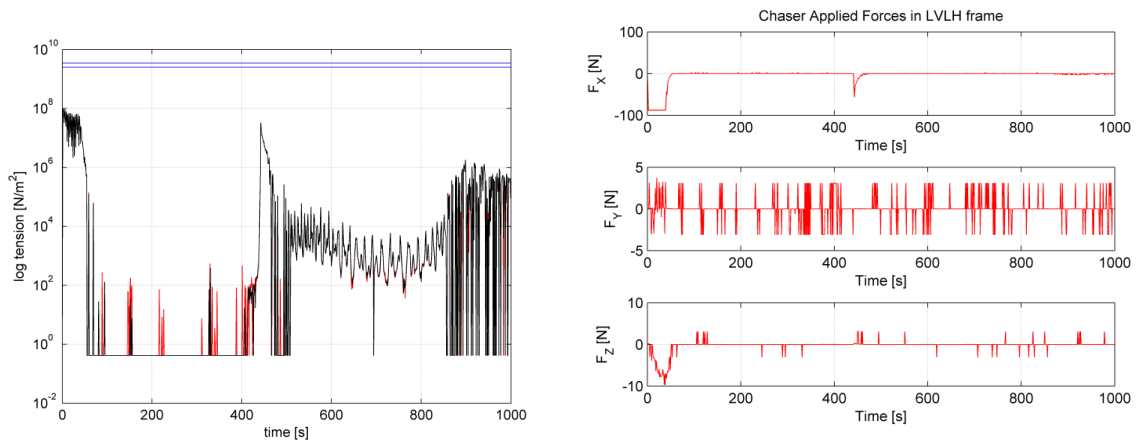 10^10
10^8
10^6
10^4
10^2
10^0
10^-2
log tension [N/m^2]
0 200 400 600 800 1000
time [s]
Chaser Applied Forces in LVLH frame
100
0
-100
F_X [N]
0 200 400 600 800 1000
Time [s]
5
0
-5
F_Y [N]
0 200 400 600 800 1000
Time [s]
10
0
-10
F_Z [N]
0 200 400 600 800 1000
Time [s]